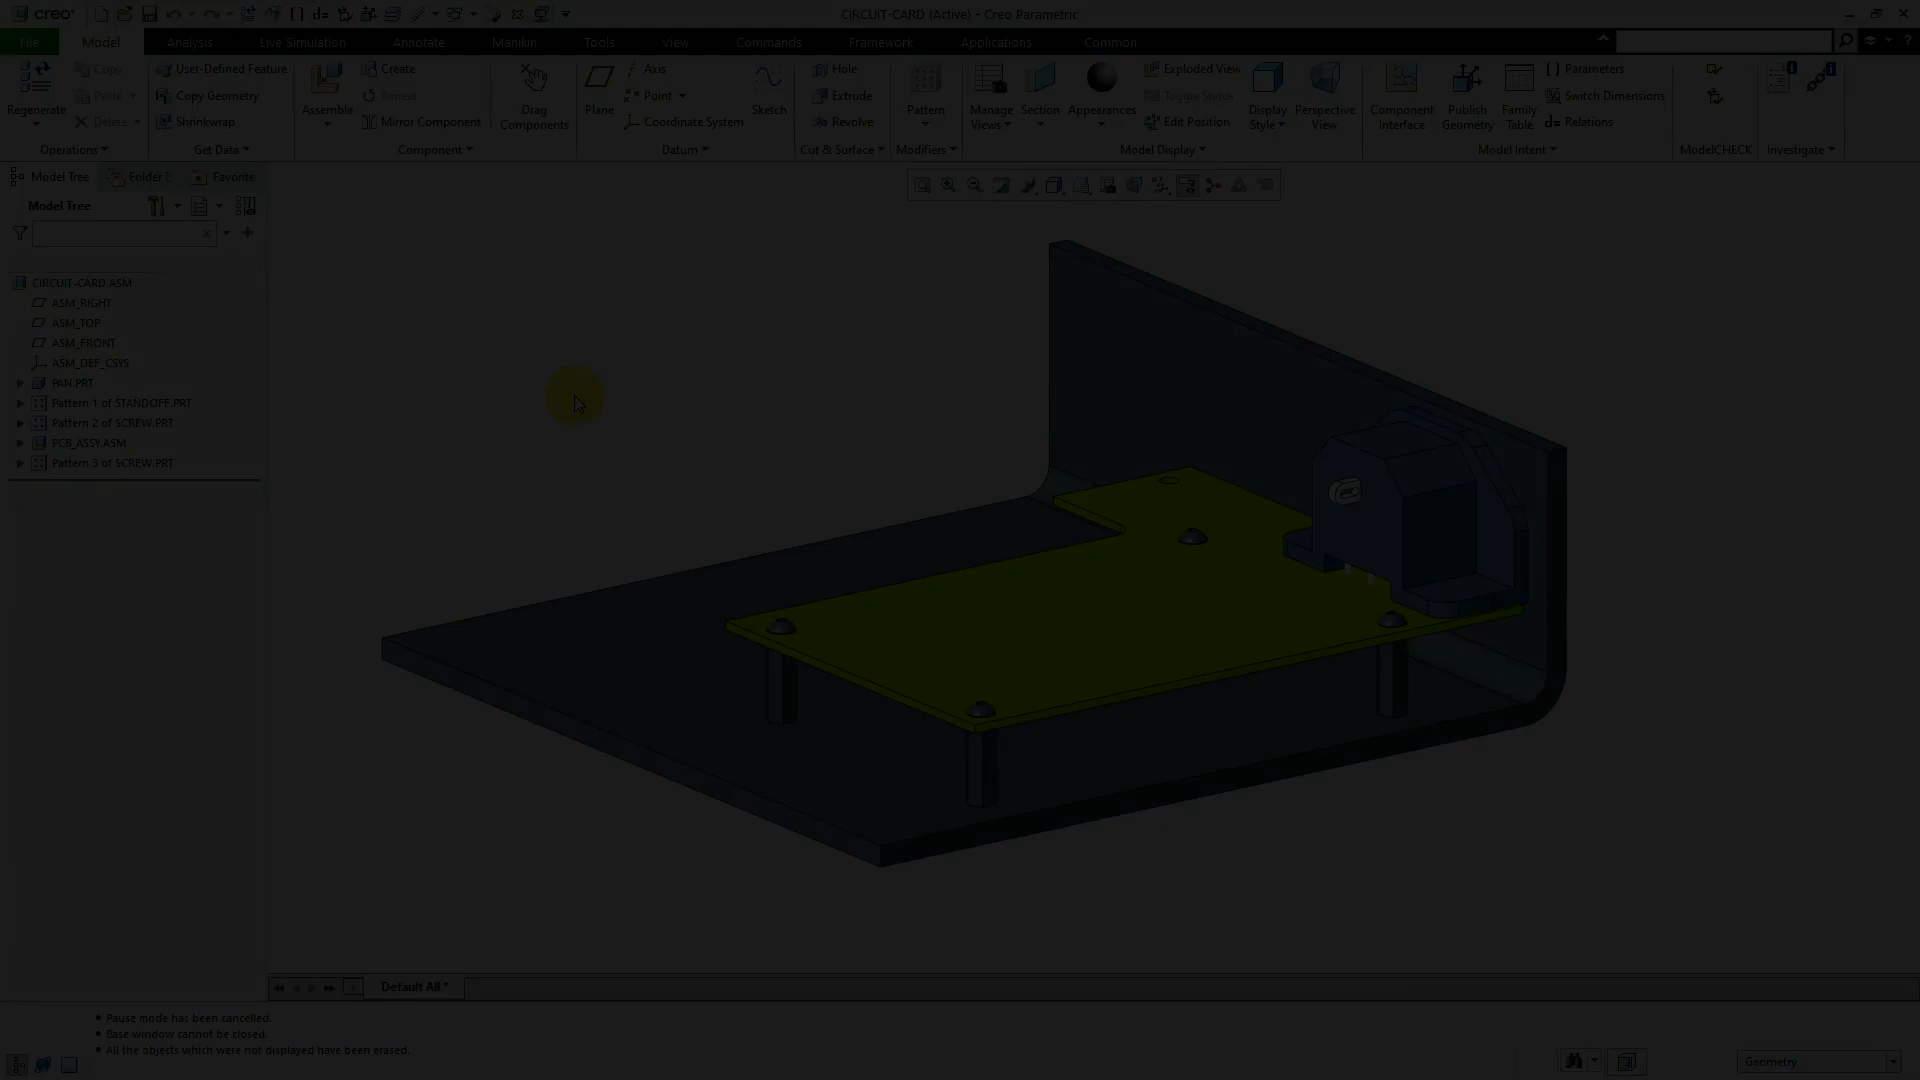 creo
CIRCUIT-CARD (Active) - Creo Parametric
File
Model
Analysis
Live Simulation
Annotate
Manikin
Tools
View
Commands
Framework
Applications
Common
Regenerate
Copy
Paste
Delete
Operations
User-Defined Feature
Copy Geometry
Shrinkwrap
Get Data
Assemble
Create
Repeat
Mirror Component
Component
Drag
Components
Plane
Axis
Point
Coordinate System
Sketch
Datum
Hole
Extrude
Revolve
Cut & Surface
Pattern
Modifiers
Manage
Views
Section
Appearances
Exploded View
Toggle Status
Edit Position
Display
Style
Perspective
View
Model Display
Component
Interface
Publish
Geometry
Family
Table
Parameters
Switch Dimensions
d= Relations
Model Intent
ModelCHECK
Investigate
Model Tree
Folder
Favorite
Model Tree
CIRCUIT-CARD.ASM
ASM_RIGHT
ASM_TOP
ASM_FRONT
ASM_DEF_CSYS
PAN.PRT
Pattern 1 of STANDOFF.PRT
Pattern 2 of SCREW.PRT
PCB_ASSY.ASM
Pattern 3 of SCREW.PRT
Default All *
• Pause mode has been cancelled.
• Base window cannot be closed.
• All the objects which were not displayed have been erased.
Geometry